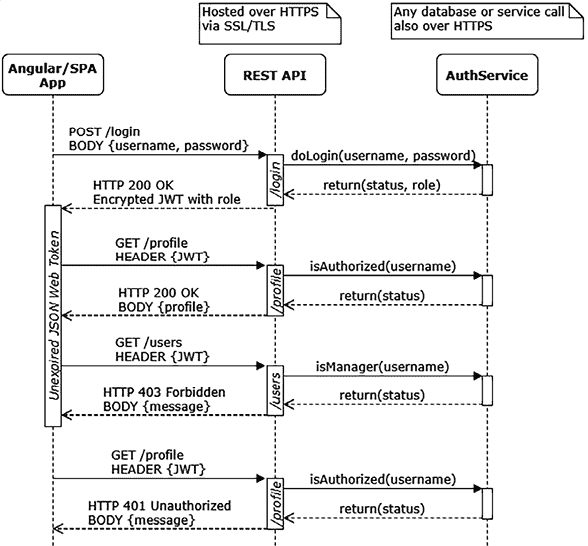 Hosted over HTTPS
via SSL/TLS
Any database or service call
also over HTTPS
Angular/SPA
App
REST API
AuthService
POST /login
BODY {username, password}
/login
doLogin(username, password)
return(status, role)
HTTP 200 OK
Encrypted JWT with role
Unexpired JSON Web Token
GET /profile
HEADER {JWT}
/profile
isAuthorized(username)
return(status)
HTTP 200 OK
BODY {profile}
GET /users
HEADER {JWT}
/users
isManager(username)
return(status)
HTTP 403 Forbidden
BODY {message}
GET /profile
HEADER {JWT}
/profile
isAuthorized(username)
return(status)
HTTP 401 Unauthorized
BODY {message}